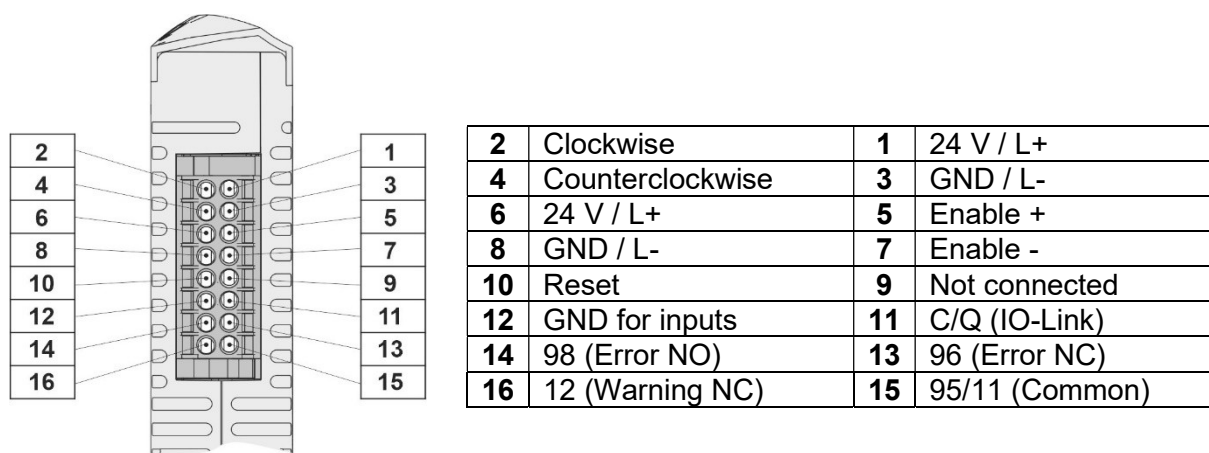 2
4
6
8
10
12
14
16
1
3
5
7
9
11
13
15
2 Clockwise 1 24 V / L+
4 Counterclockwise 3 GND / L-
6 24 V / L+ 5 Enable +
8 GND / L- 7 Enable -
10 Reset 9 Not connected
12 GND for inputs 11 C/Q (IO-Link)
14 98 (Error NO) 13 96 (Error NC)
16 12 (Warning NC) 15 95/11 (Common)